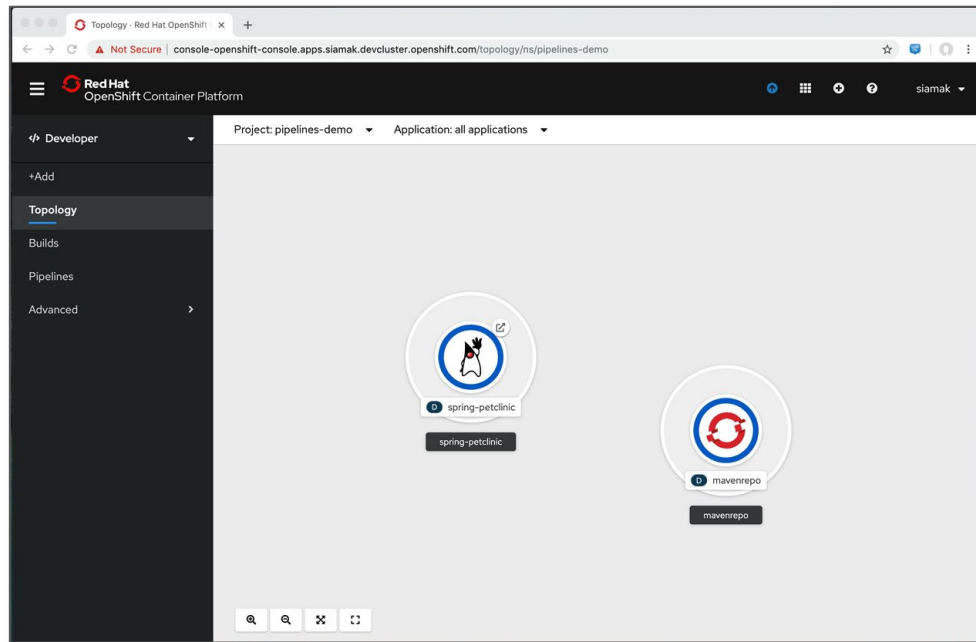 Topology · Red Hat OpenShift
Not Secure | console-openshift-console.apps.siamak.devcluster.openshift.com/topology/ns/pipelines-demo
Red Hat
OpenShift Container Platform
siamak
Developer
Project: pipelines-demo
Application: all applications
+Add
Topology
Builds
Pipelines
Advanced
D spring-petclinic
spring-petclinic
D mavenrepo
mavenrepo